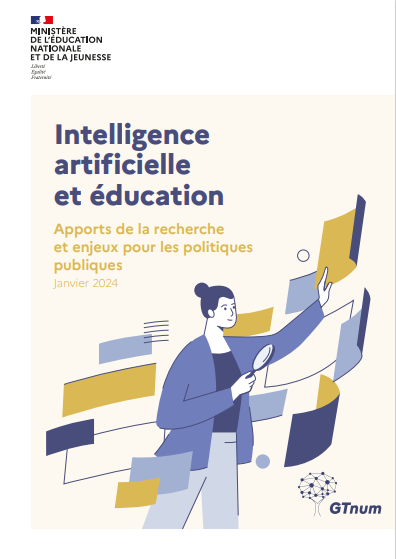 MINISTÈRE
DE L'ÉDUCATION
NATIONALE
ET DE LA JEUNESSE
Liberté
Égalité
Fraternité
Intelligence
artificielle
et éducation
Apports de la recherche
et enjeux pour les politiques
publiques
Janvier 2024
GTnum